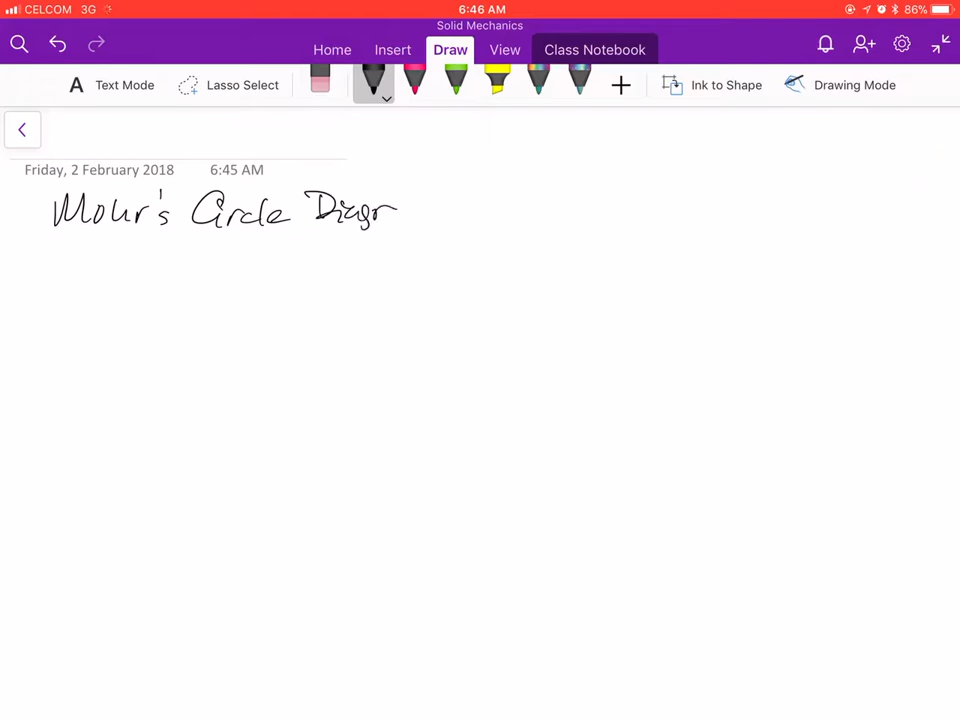 CELCOM 3G 6:46 AM 86%
Solid Mechanics
Home Insert Draw View Class Notebook
A Text Mode Lasso Select Ink to Shape Drawing Mode
Friday, 2 February 2018 6:45 AM
Mohr's Circle Diagr